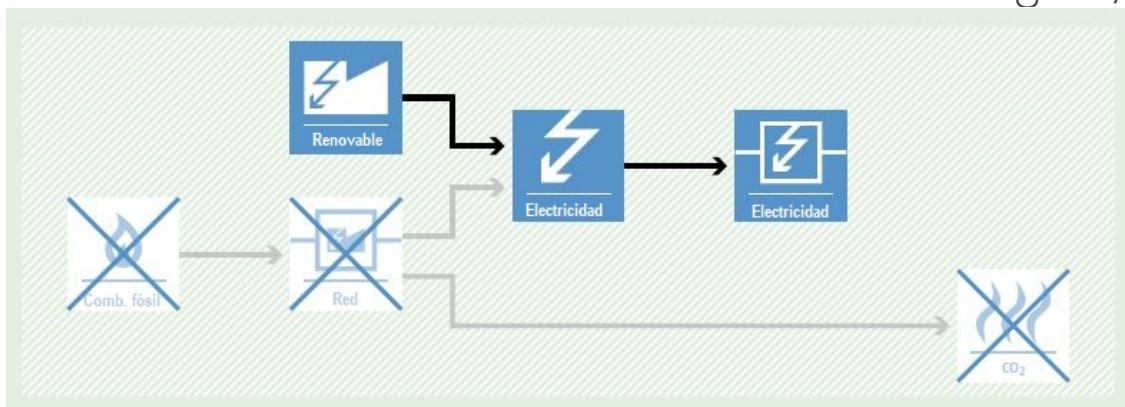 Renovable
Electricidad
Electricidad
Comb. fósil
Red
CO₂